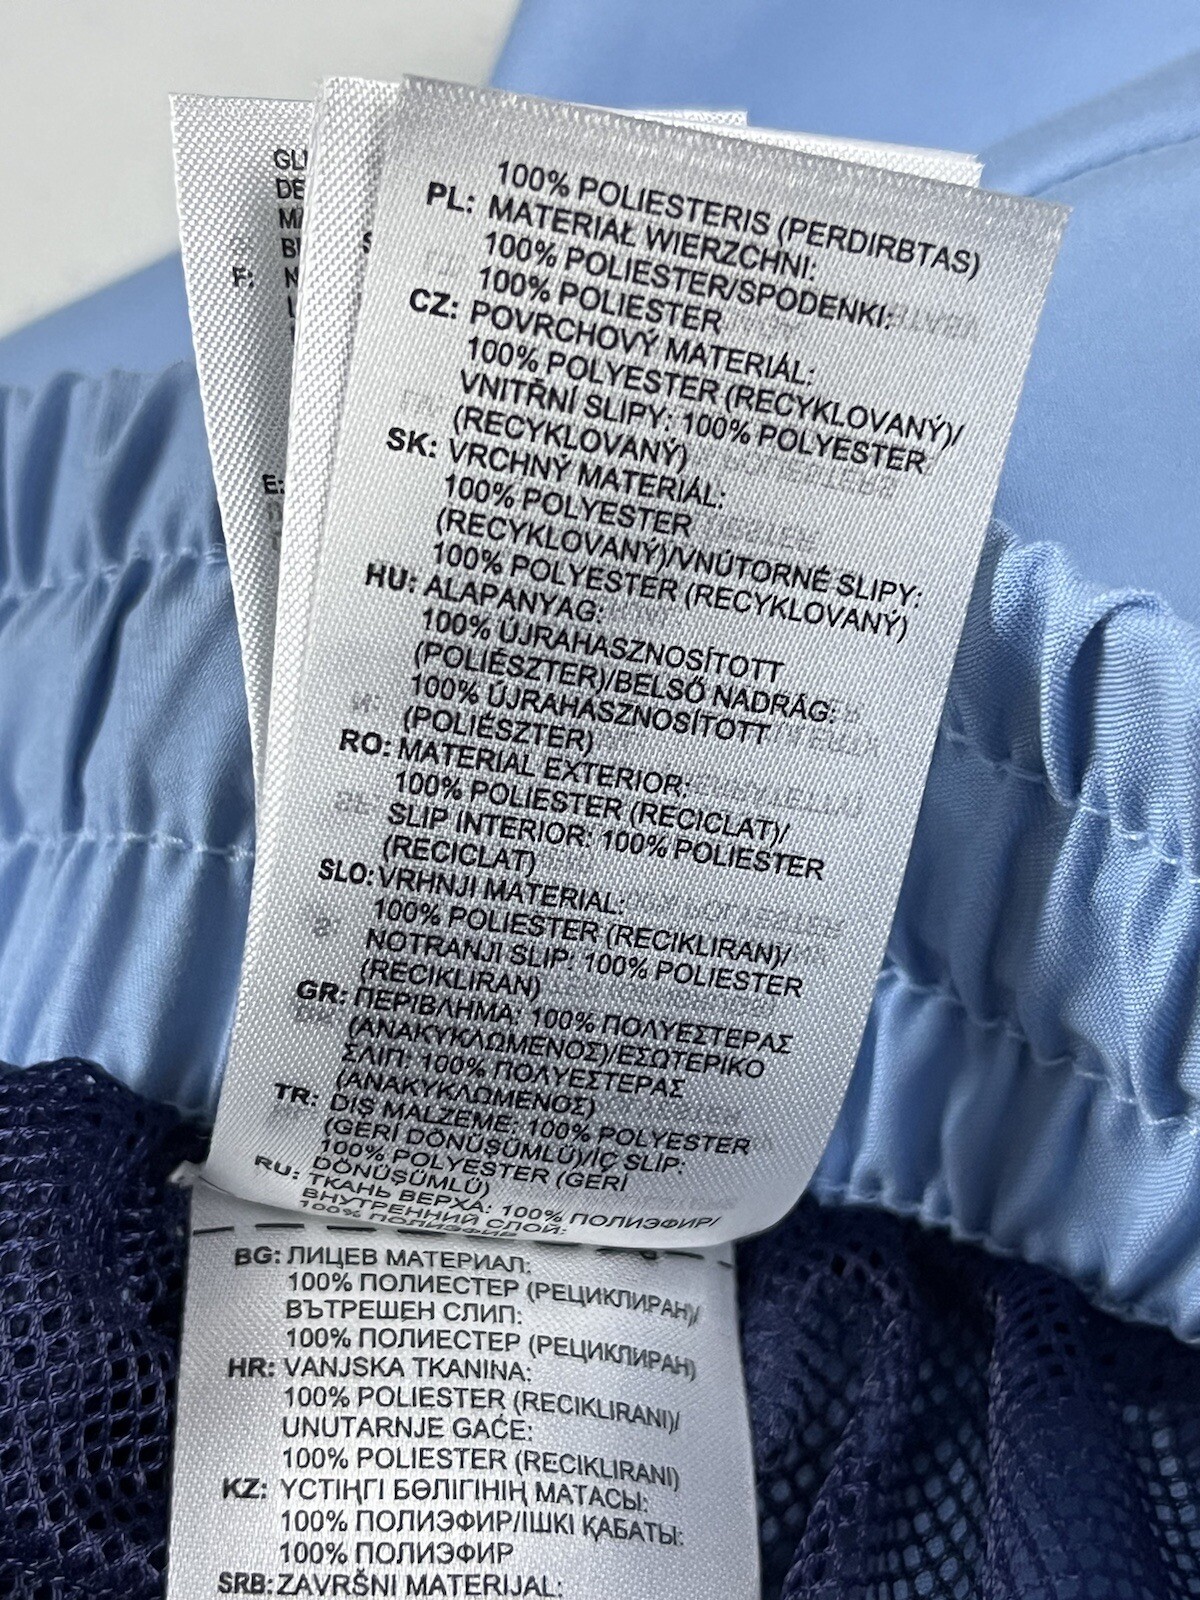 GLI
DE
F:
E:
100% POLIESTERIS (PERDIRBTAS)
PL: MATERIAŁ WIERZCHNI:
100% POLIESTER/SPODENKI:
100% POLIESTER
CZ: POVRCHOVÝ MATERIÁL:
100% POLYESTER (RECYKLOVANÝ)/
VNITŘNÍ SLIPY: 100% POLYESTER
(RECYKLOVANÝ)
SK: VRCHNÝ MATERIÁL:
100% POLYESTER
(RECYKLOVANÝ)/VNÚTORNÉ SLIPY:
100% POLYESTER (RECYKLOVANÝ)
HU: ALAPANYAG:
100% ÚJRAHASZNOSÍTOTT
(POLIÉSZTER)/BELSŐ NADRÁG:
100% ÚJRAHASZNOSÍTOTT
(POLIÉSZTER)
RO: MATERIAL EXTERIOR:
100% POLIESTER (RECICLAT)/
SLIP INTERIOR: 100% POLIESTER
(RECICLAT)
SLO: VRHNJI MATERIAL:
100% POLIESTER (RECIKLIRAN)/
NOTRANJI SLIP: 100% POLIESTER
(RECIKLIRAN)
GR: ΠΕΡΙΒΛΗΜΑ: 100% ΠΟΛΥΕΣΤΕΡΑΣ
(ΑΝΑΚΥΚΛΩΜΕΝΟΣ)/ΕΣΩΤΕΡΙΚΟ
ΣΛΙΠ: 100% ΠΟΛΥΕΣΤΕΡΑΣ
(ΑΝΑΚΥΚΛΩΜΕΝΟΣ)
TR: DIŞ MALZEME: 100% POLYESTER
(GERİ DÖNÜŞÜMLÜ)/İÇ SLİP:
100% POLYESTER (GERİ
DÖNÜŞÜMLÜ)
RU: ТКАНЬ ВЕРХА: 100% ПОЛИЭФИР/
ВНУТРЕННИЙ СЛОЙ:
100% ПОЛИЭФИР
BG: ЛИЦЕВ МАТЕРИАЛ:
100% ПОЛИЕСТЕР (РЕЦИКЛИРАН)/
ВЪТРЕШЕН СЛИП:
100% ПОЛИЕСТЕР (РЕЦИКЛИРАН)
HR: VANJSKA TKANINA:
100% POLIESTER (RECIKLIRANI)/
UNUTARNJE GAĆE:
100% POLIESTER (RECIKLIRANI)
KZ: ҮСТІҢГІ БӨЛІГІНІҢ МАТАСЫ:
100% ПОЛИЭФИР/ІШКІ ҚАБАТЫ:
100% ПОЛИЭФИР
SRB: ZAVRŠNI MATERIJAL: